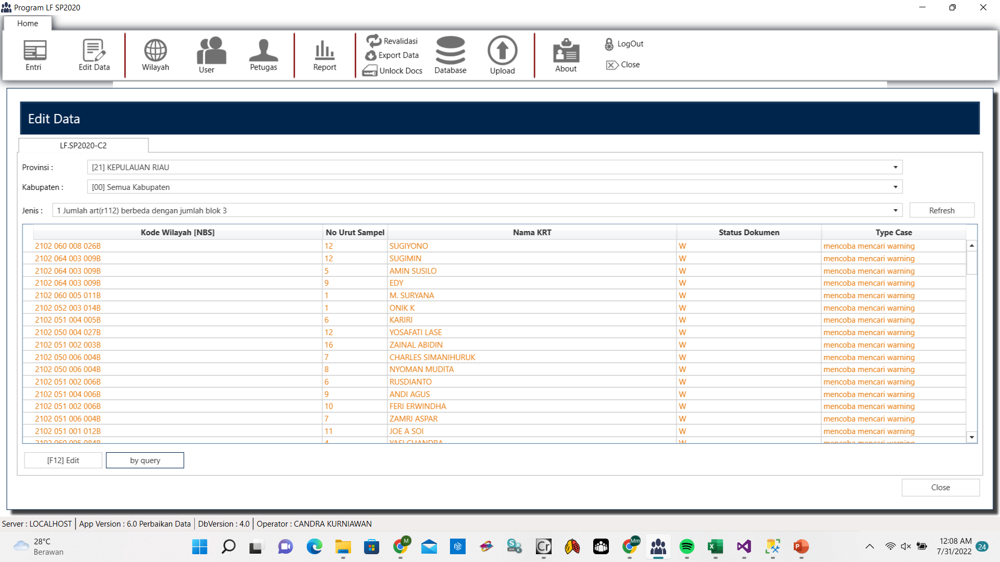 Program LF SP2020
Home
Entri
Edit Data
Wilayah
User
Petugas
Report
Revalidasi
Export Data
Unlock Docs
Database
Upload
About
LogOut
Close
Edit Data
LF.SP2020-C2
Provinsi : [21] KEPULAUAN RIAU
Kabupaten : [00] Semua Kabupaten
Jenis : 1 Jumlah art(r112) berbeda dengan jumlah blok 3 Refresh
Kode Wilayah [NBS] No Urut Sampel Nama KRT Status Dokumen Type Case
2102 060 008 026B 12 SUGIYONO W mencoba mencari warning
2102 064 003 009B 12 SUGIMIN W mencoba mencari warning
2102 064 003 009B 5 AMIN SUSILO W mencoba mencari warning
2102 064 003 009B 9 EDY W mencoba mencari warning
2102 060 005 011B 1 M. SURYANA W mencoba mencari warning
2102 052 003 014B 1 ONIK K W mencoba mencari warning
2102 051 004 005B 6 KARIRI W mencoba mencari warning
2102 050 004 027B 12 YOSAFATI LASE W mencoba mencari warning
2102 051 002 003B 16 ZAINAL ABIDIN W mencoba mencari warning
2102 050 006 004B 7 CHARLES SIMANIHURUK W mencoba mencari warning
2102 050 006 004B 8 NYOMAN MUDITA W mencoba mencari warning
2102 051 002 006B 6 RUSDIANTO W mencoba mencari warning
2102 051 004 006B 9 ANDI AGUS W mencoba mencari warning
2102 051 002 006B 10 FERI ERWINDHA W mencoba mencari warning
2102 051 006 004B 7 ZAMRI ASPAR W mencoba mencari warning
2102 051 001 012B 11 JOE A SOI W mencoba mencari warning
2102 060 005 084B 4 YASI CHANDRA W mencoba mencari warning
[F12] Edit by query
Close
Server : LOCALHOST App Version : 6.0 Perbaikan Data DbVersion : 4.0 Operator : CANDRA KURNIAWAN
28°C
Berawan
M
Cr
Mm
12:08 AM
7/31/2022
24